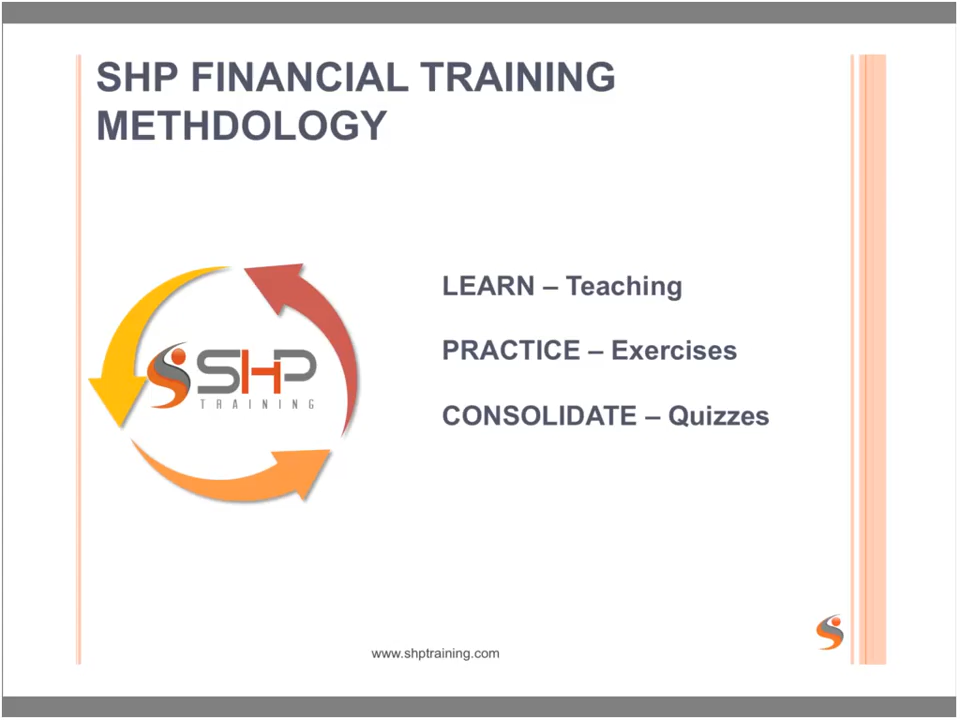 SHP FINANCIAL TRAINING
METHDOLOGY
LEARN – Teaching
PRACTICE – Exercises
CONSOLIDATE – Quizzes
SHP
TRAINING
www.shptraining.com